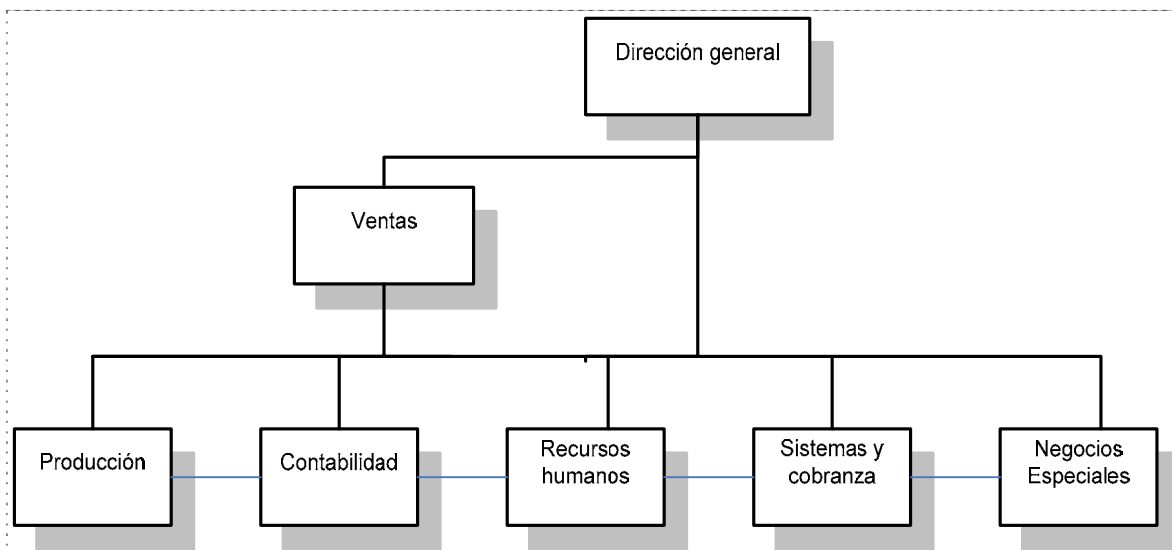 Dirección general
Ventas
Producción
Contabilidad
Recursos
humanos
Sistemas y
cobranza
Negocios
Especiales